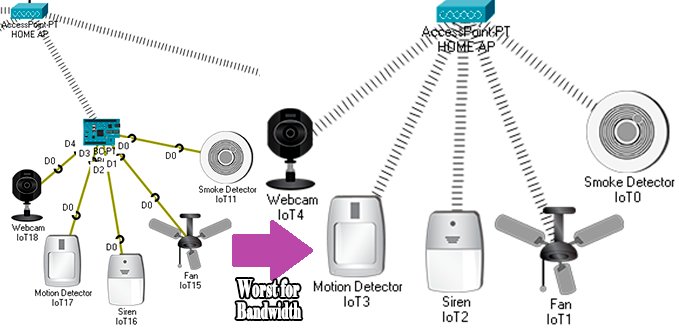 AccessPoint-PT
HOME AP
D4
D3
D2
D1
D0
D0
D0
D0
D0
D0
Webcam
IoT18
Motion Detector
IoT17
Siren
IoT16
Fan
IoT15
Smoke Detector
IoT11
Worst for
Bandwidth
AccessPoint-PT
HOME AP
Webcam
IoT4
Motion Detector
IoT3
Siren
IoT2
Fan
IoT1
Smoke Detector
IoT0